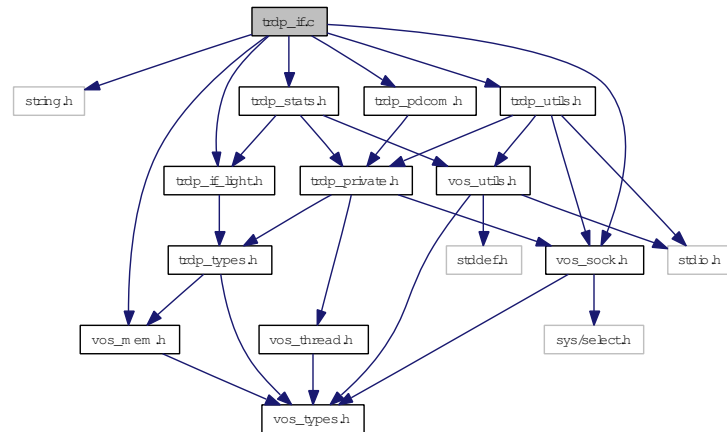 trdp_if.c
string.h
trdp_stats.h
trdp_pdcom.h
trdp_utils.h
trdp_if_light.h
trdp_private.h
vos_utils.h
trdp_types.h
stddef.h
vos_sock.h
stdio.h
vos_mem.h
vos_thread.h
sys/select.h
vos_types.h